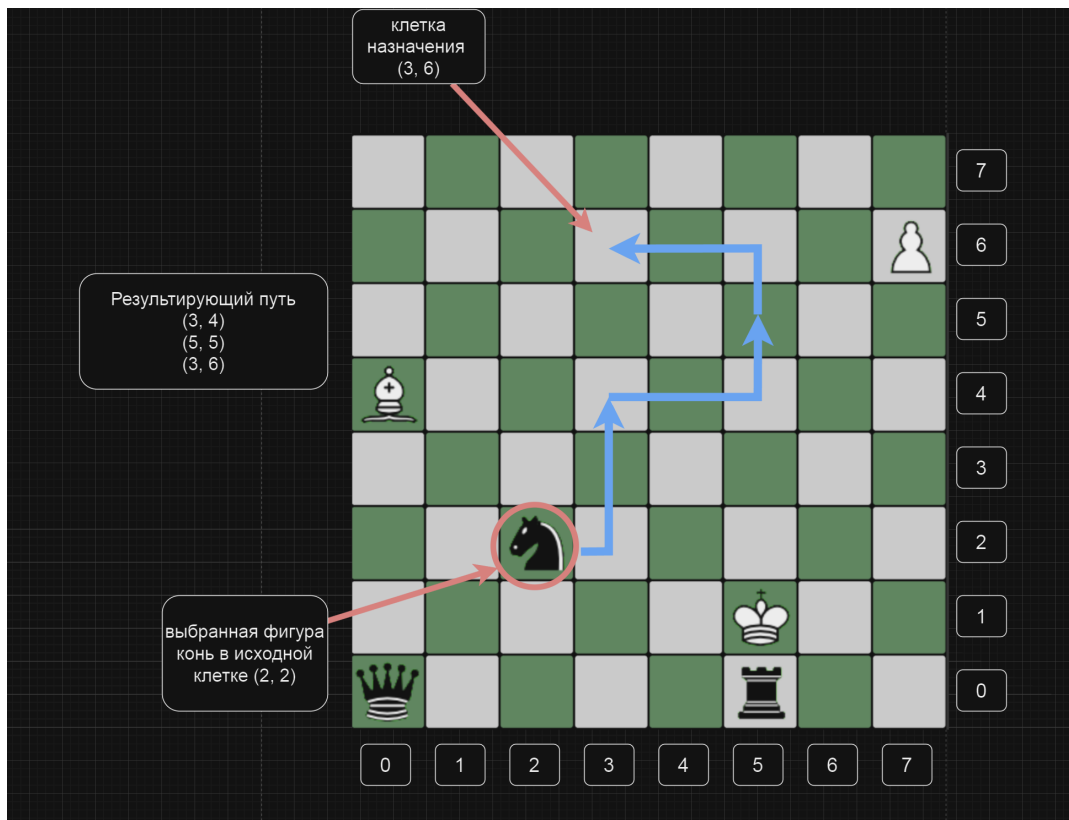 клетка
назначения
(3, 6)
7
6
Результирующий путь
(3, 4)
(5, 5)
(3, 6)
5
4
3
2
выбранная фигура
конь в исходной
клетке (2, 2)
1
0
0 1 2 3 4 5 6 7